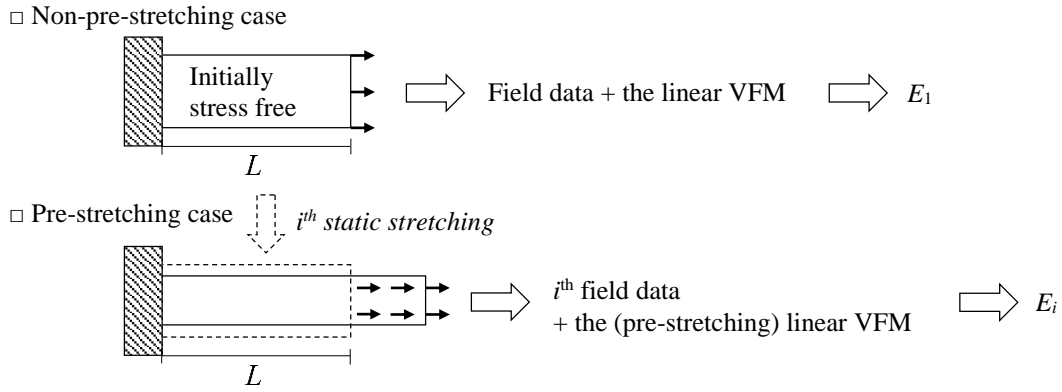 □ Non-pre-stretching case
Initially
stress free
Field data + the linear VFM
E₁
L
□ Pre-stretching case
iᵗʰ static stretching
iᵗʰ field data
+ the (pre-stretching) linear VFM
Eᵢ
L